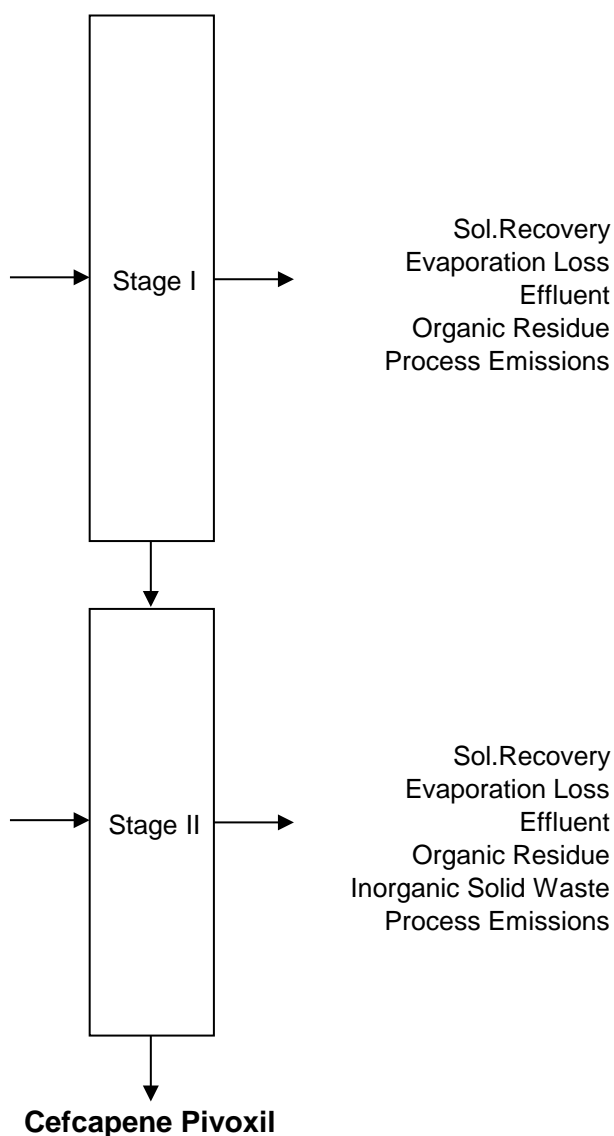 Stage I
Sol.Recovery
Evaporation Loss
Effluent
Organic Residue
Process Emissions
Stage II
Sol.Recovery
Evaporation Loss
Effluent
Organic Residue
Inorganic Solid Waste
Process Emissions
Cefcapene Pivoxil